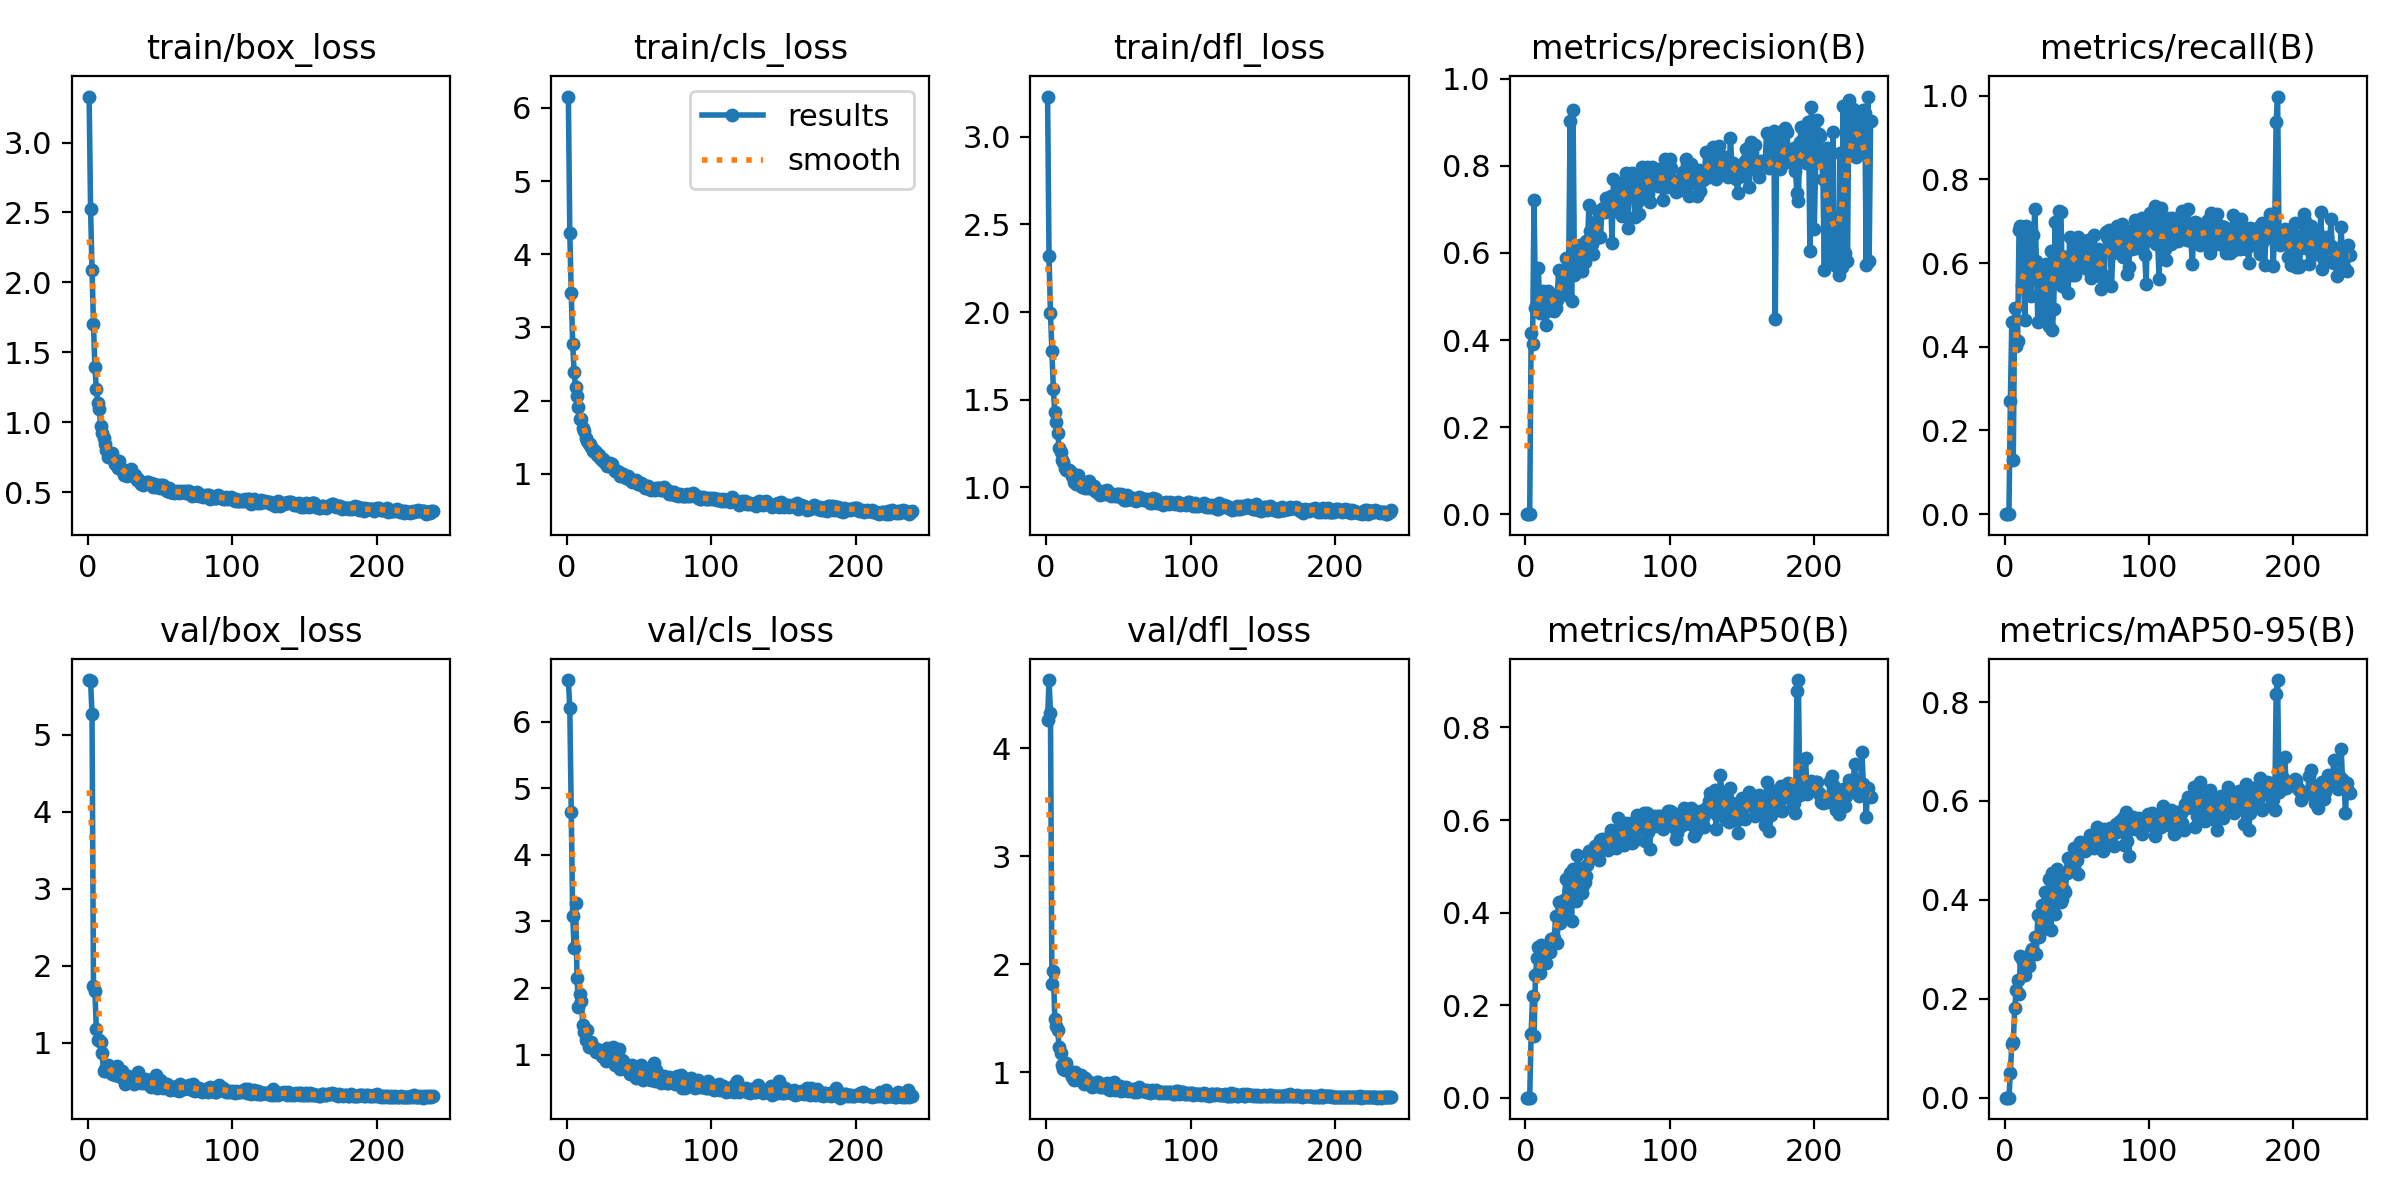 train/box_loss
3.0
2.5
2.0
1.5
1.0
0.5
0 100 200
train/cls_loss
results
smooth
6
5
4
3
2
1
0 100 200
train/dfl_loss
3.0
2.5
2.0
1.5
1.0
0 100 200
metrics/precision(B)
1.0
0.8
0.6
0.4
0.2
0.0
0 100 200
metrics/recall(B)
1.0
0.8
0.6
0.4
0.2
0.0
0 100 200
val/box_loss
5
4
3
2
1
0 100 200
val/cls_loss
6
5
4
3
2
1
0 100 200
val/dfl_loss
4
3
2
1
0 100 200
metrics/mAP50(B)
0.8
0.6
0.4
0.2
0.0
0 100 200
metrics/mAP50-95(B)
0.8
0.6
0.4
0.2
0.0
0 100 200